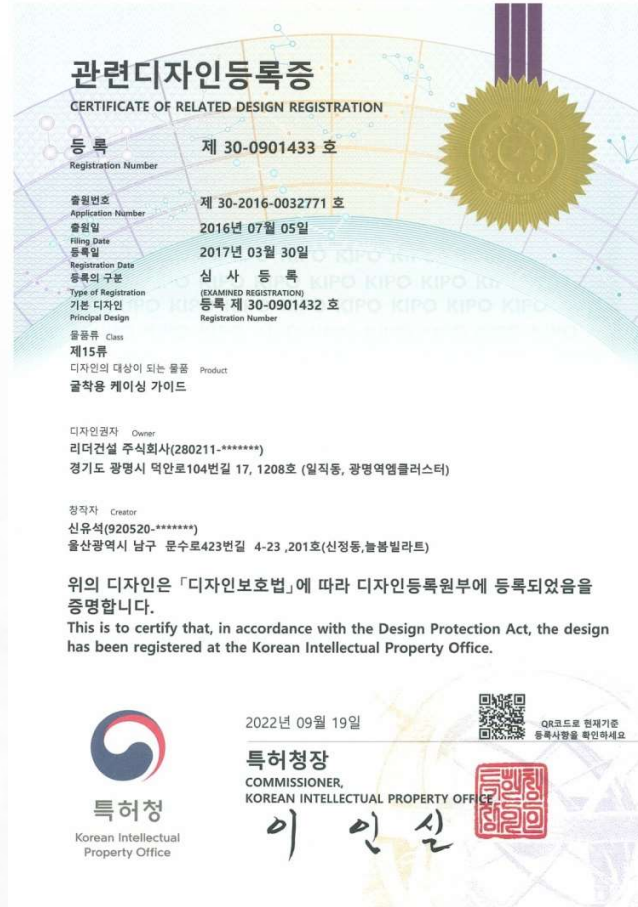 관련디자인등록증
CERTIFICATE OF RELATED DESIGN REGISTRATION
등 록 제 30-0901433 호
Registration Number
출원번호 제 30-2016-0032771 호
Application Number
출원일 2016년 07월 05일
Filing Date
등록일 2017년 03월 30일
Registration Date
등록의 구분 심 사 등 록
Type of Registration (EXAMINED REGISTRATION)
기본 디자인 등록 제 30-0901432 호
Principal Design Registration Number
물품류 Class
제15류
디자인의 대상이 되는 물품 Product
굴착용 케이싱 가이드
디자인권자 Owner
리더건설 주식회사(280211-*******)
경기도 광명시 덕안로104번길 17, 1208호 (일직동, 광명역엠클러스터)
창작자 Creator
신유석(920520-*******)
울산광역시 남구 문수로423번길 4-23 ,201호(신정동,늘봄빌라트)
위의 디자인은 「디자인보호법」에 따라 디자인등록원부에 등록되었음을
증명합니다.
This is to certify that, in accordance with the Design Protection Act, the design
has been registered at the Korean Intellectual Property Office.
2022년 09월 19일
QR코드로 현재기준
등록사항을 확인하세요
특허청장
COMMISSIONER,
KOREAN INTELLECTUAL PROPERTY OFFICE
이 인 실
특허청
Korean Intellectual
Property Office